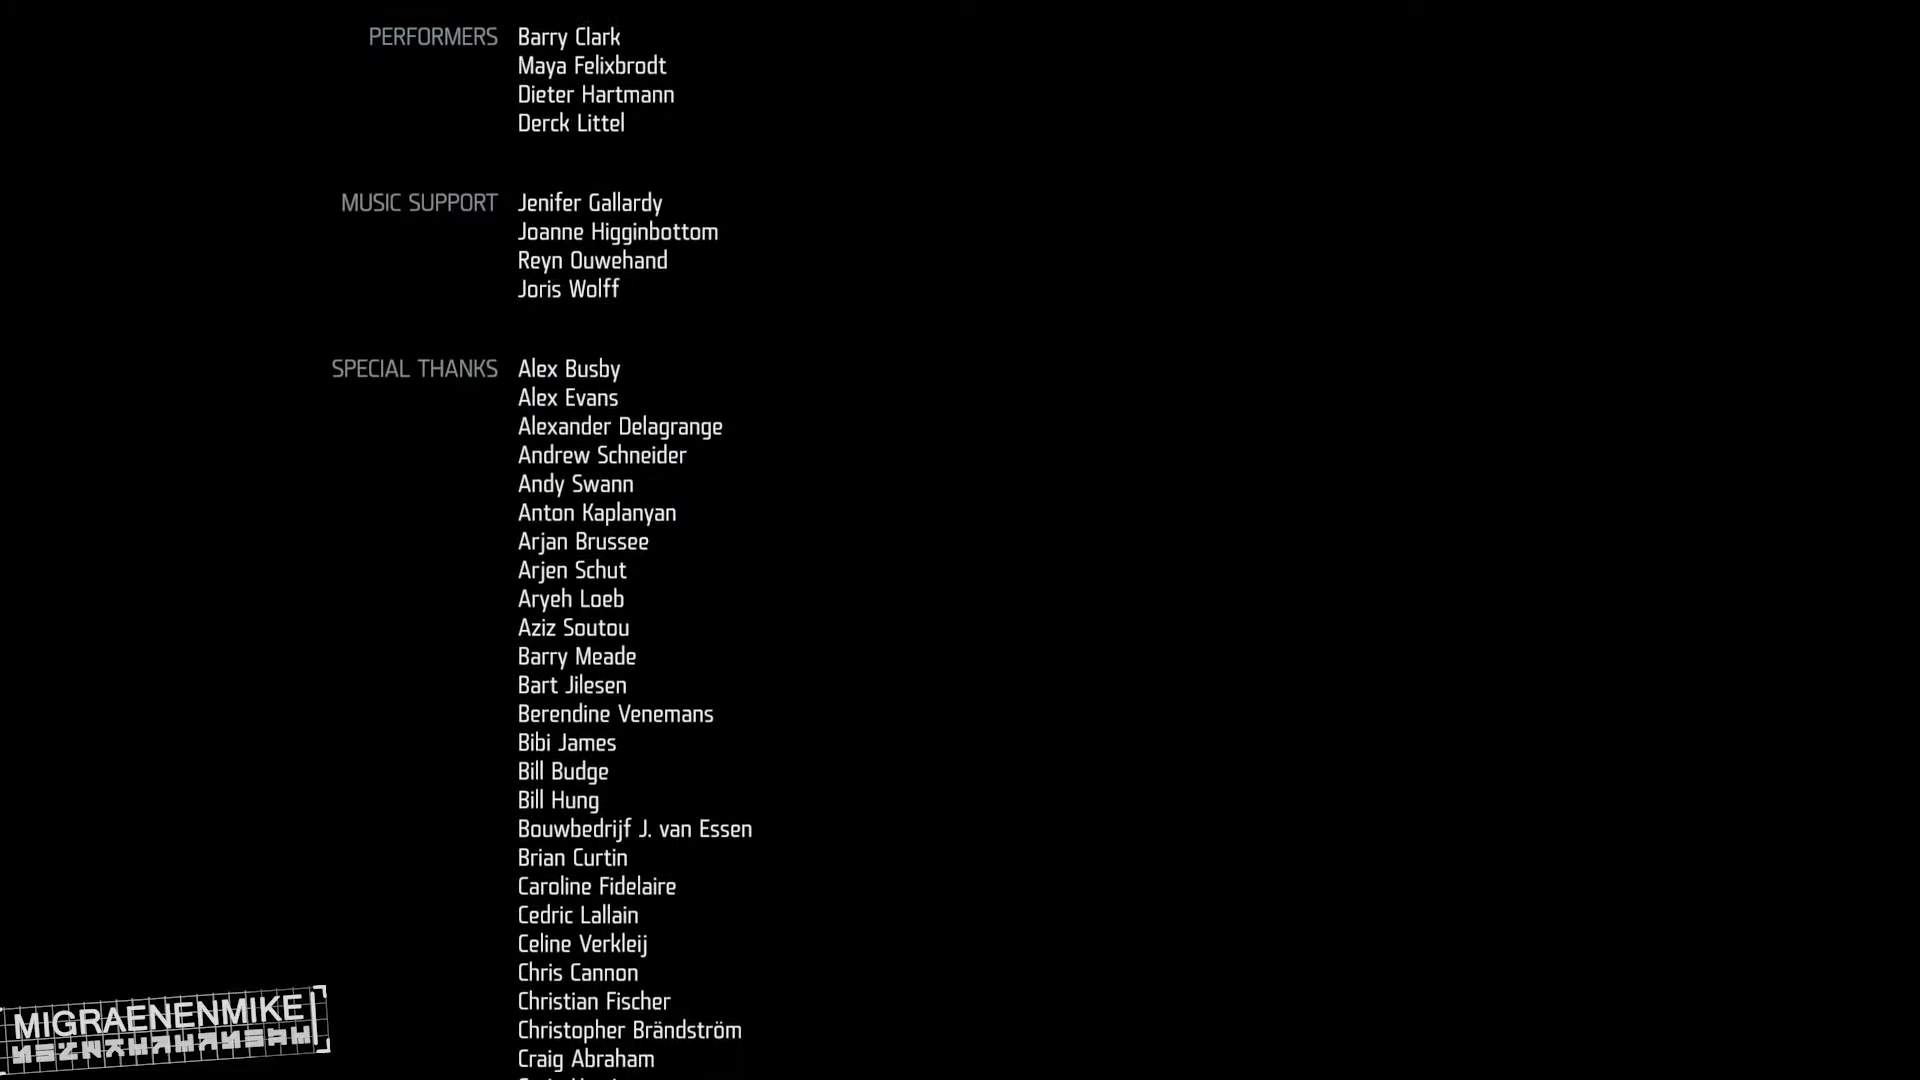 PERFORMERS Barry Clark
Maya Felixbrodt
Dieter Hartmann
Derck Littel
MUSIC SUPPORT Jenifer Gallardy
Joanne Higginbottom
Reyn Ouwehand
Joris Wolff
SPECIAL THANKS Alex Busby
Alex Evans
Alexander Delagrange
Andrew Schneider
Andy Swann
Anton Kaplanyan
Arjan Brussee
Arjen Schut
Aryeh Loeb
Aziz Soutou
Barry Meade
Bart Jilesen
Berendine Venemans
Bibi James
Bill Budge
Bill Hung
Bouwbedrijf J. van Essen
Brian Curtin
Caroline Fidelaire
Cedric Lallain
Celine Verkleij
Chris Cannon
Christian Fischer
Christopher Brändström
Craig Abraham
MIGRAENENMIKE